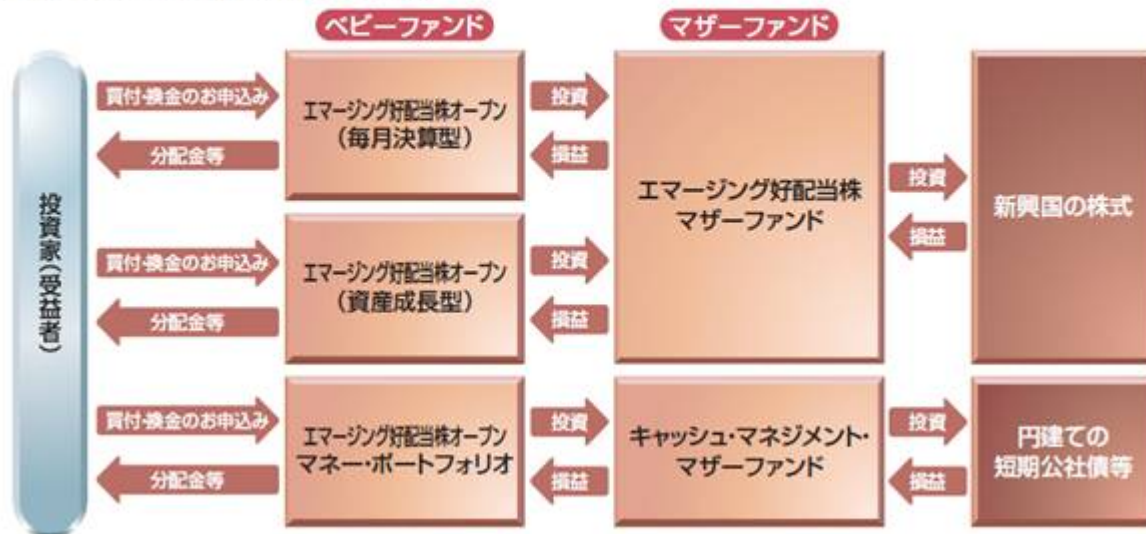 ベビーファンド
マザーファンド
投資家(受益者)
買付・換金のお申込み
分配金等
エマージング好配当株オープン
(毎月決算型)
投資
損益
買付・換金のお申込み
分配金等
エマージング好配当株オープン
(資産成長型)
投資
損益
エマージング好配当株
マザーファンド
投資
損益
新興国の株式
買付・換金のお申込み
分配金等
エマージング好配当株オープン
マネー・ポートフォリオ
投資
損益
キャッシュ・マネジメント・
マザーファンド
投資
損益
円建ての
短期公社債等